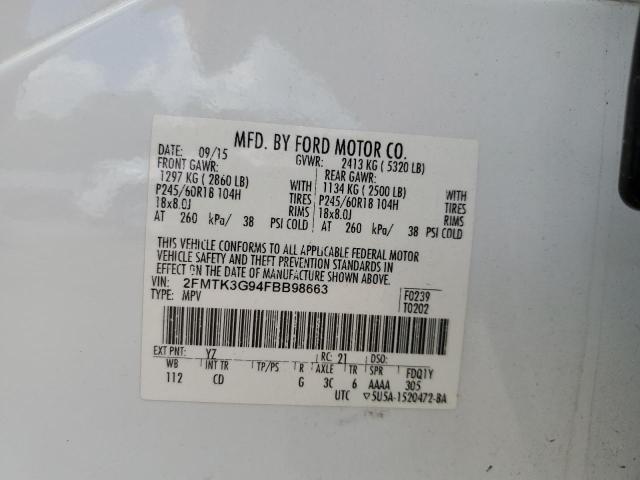 MFD. BY FORD MOTOR CO.
DATE: 09/15 GVWR: 2413 KG ( 5320 LB)
FRONT GAWR: REAR GAWR:
1297 KG ( 2860 LB) WITH 1134 KG ( 2500 LB) WITH
P245/60R18 104H TIRES P245/60R18 104H TIRES
18x8.0J RIMS 18x8.0J RIMS
AT 260 kPa/ 38 PSI COLD AT 260 kPa/ 38 PSI COLD
THIS VEHICLE CONFORMS TO ALL APPLICABLE FEDERAL MOTOR
VEHICLE SAFETY AND THEFT PREVENTION STANDARDS IN
EFFECT ON THE DATE OF MANUFACTURE SHOWN ABOVE.
VIN: 2FMTK3G94FBB98663 F0239
TYPE: MPV T0202
EXT PNT: YZ RC: 21 DSO:
WB INT TR TP/PS R AXLE TR SPR FDQ1Y
112 CD G 3C 6 AAAA 305
UTC ▽5U5A-1520472-BA